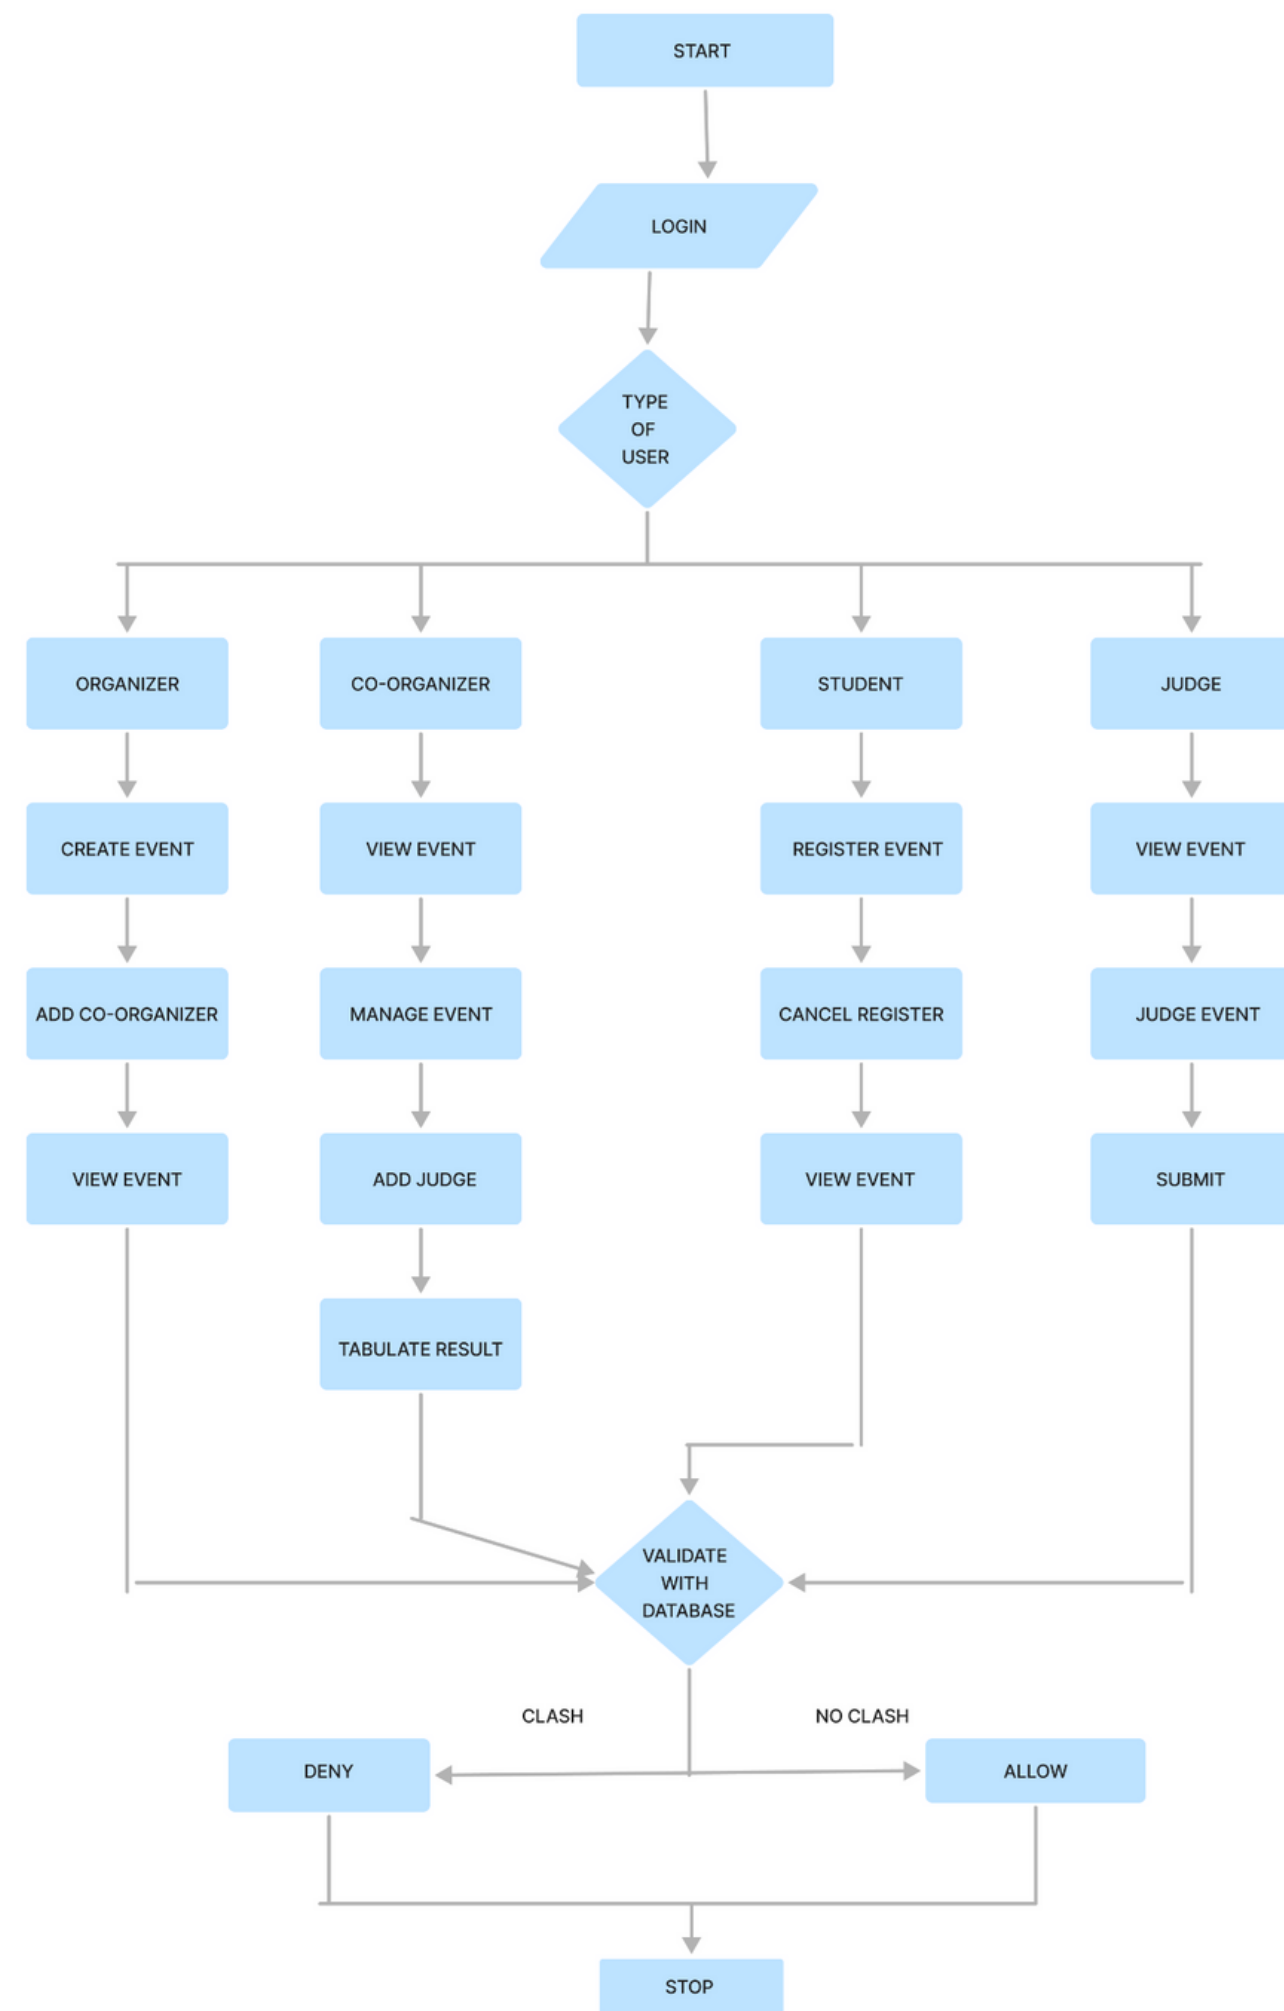 START
LOGIN
TYPE
OF
USER
ORGANIZER
CO-ORGANIZER
STUDENT
JUDGE
CREATE EVENT
VIEW EVENT
REGISTER EVENT
VIEW EVENT
ADD CO-ORGANIZER
MANAGE EVENT
CANCEL REGISTER
JUDGE EVENT
VIEW EVENT
ADD JUDGE
VIEW EVENT
SUBMIT
TABULATE RESULT
VALIDATE
WITH
DATABASE
CLASH
NO CLASH
DENY
ALLOW
STOP